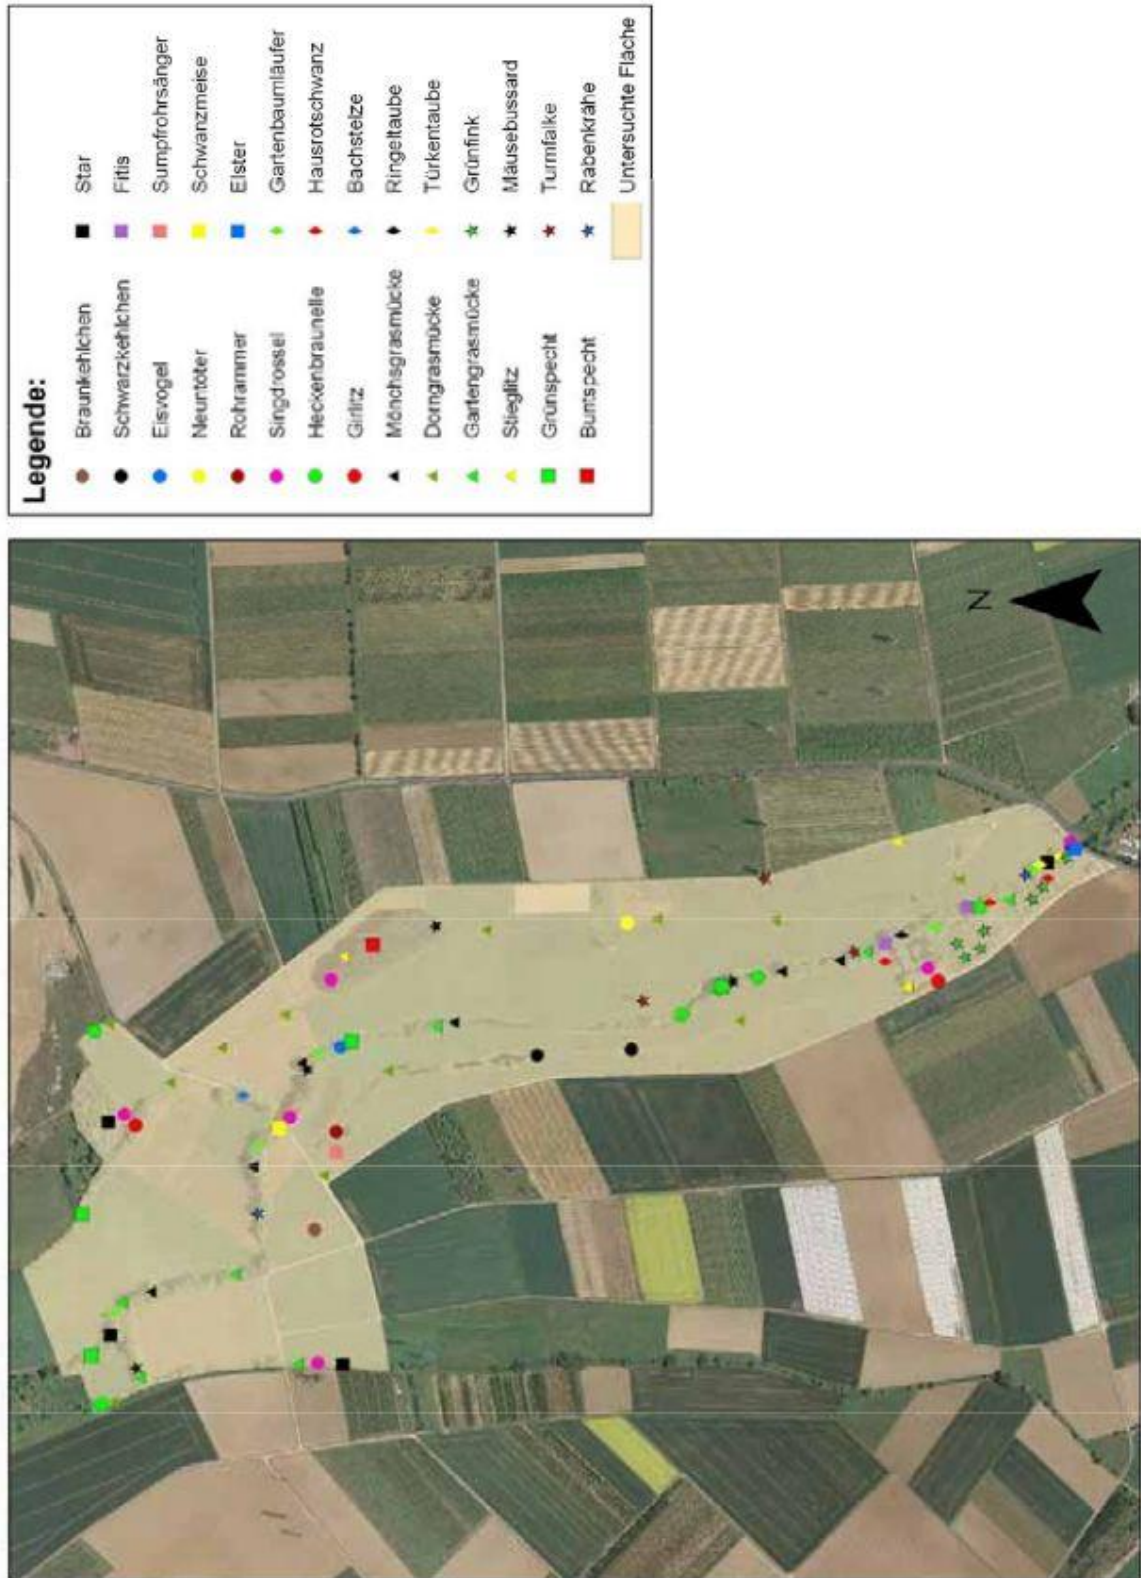 Legende:
Braunkehlchen
Schwarzkehlchen
Eisvogel
Neuntöter
Rohrammer
Singdrossel
Heckenbraunelle
Girlitz
Mönchsgrasmücke
Dorngrasmücke
Gartengrasmücke
Stieglitz
Grünspecht
Buntspecht
Star
Fitis
Sumpfrohrsänger
Schwanzmeise
Elster
Gartenbaumläufer
Hausrotschwanz
Bachstelze
Ringeltaube
Türkentaube
Grünfink
Mäusebussard
Turmfalke
Rabenkrähe
Untersuchte Fläche
N